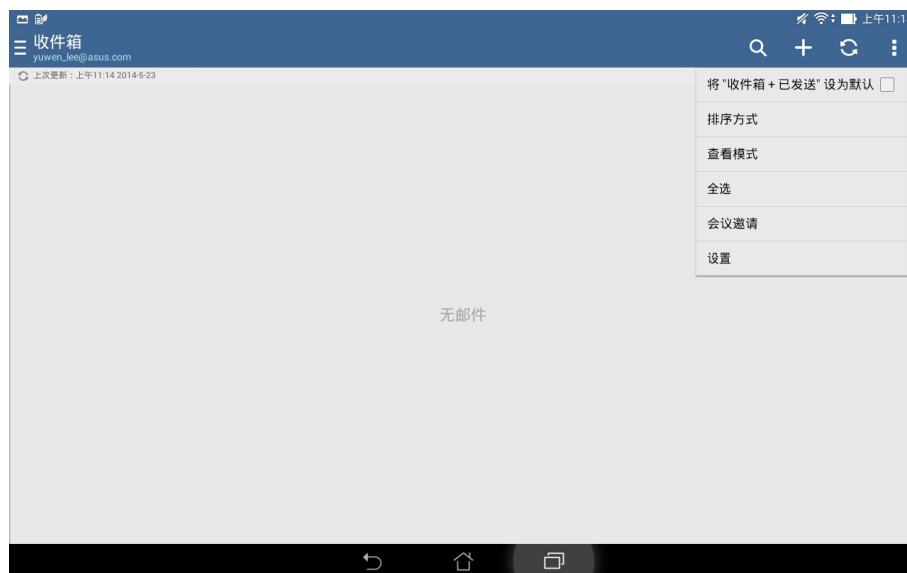 上午11:1
收件箱
yuwen_lee@asus.com
上次更新：上午11:14 2014-5-23
将 "收件箱 + 已发送" 设为默认
排序方式
查看模式
全选
会议邀请
设置
无邮件